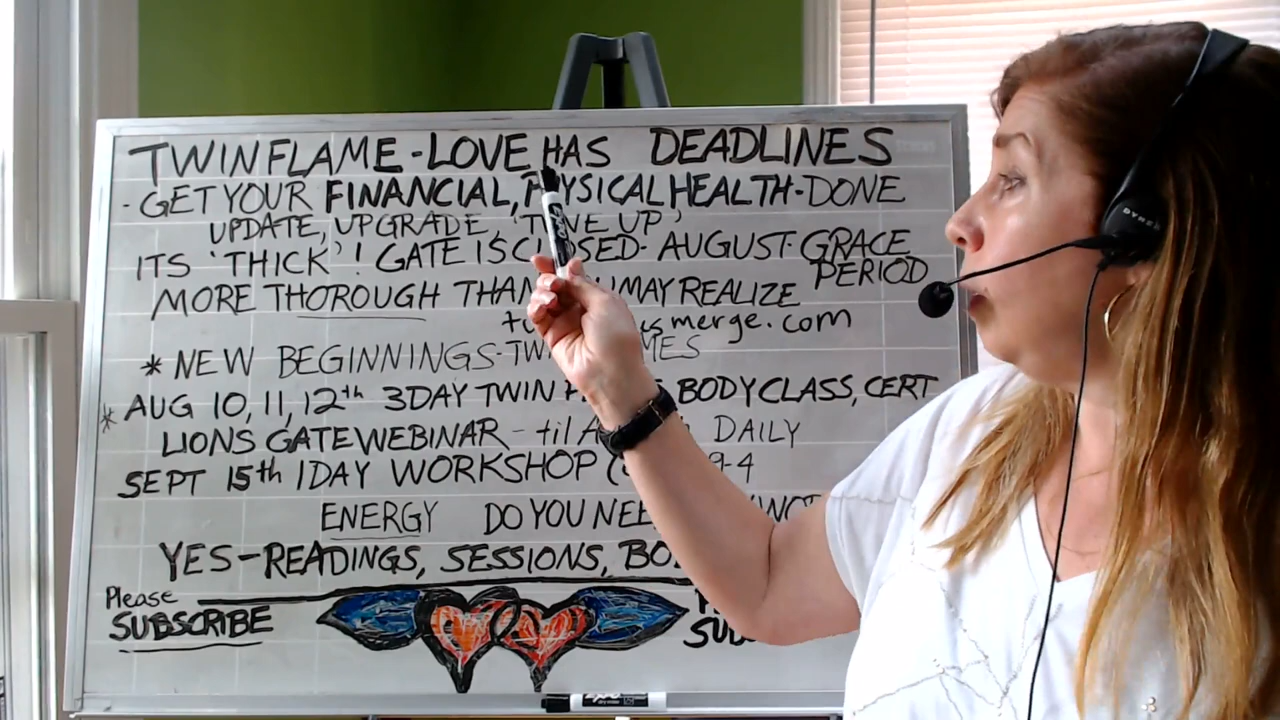 TWINFLAME-LOVE HAS DEADLINES
- GET YOUR FINANCIAL, PHYSICAL HEALTH-DONE
UPDATE, UPGRADE, 'TUNE UP'
ITS 'THICK'! GATE IS CLOSED- AUGUST- GRACE PERIOD
MORE THOROUGH THAN MAY REALIZE
merge.com
* NEW BEGINNINGS-
* AUG 10, 11, 12th 3DAY TWIN BODY CLASS, CERT
LIONS GATE WEBINAR - til DAILY
SEPT 15th 1DAY WORKSHOP 9-4
ENERGY DO YOU
YES-READINGS, SESSIONS,
Please
SUBSCRIBE
EXPO
DYNEX